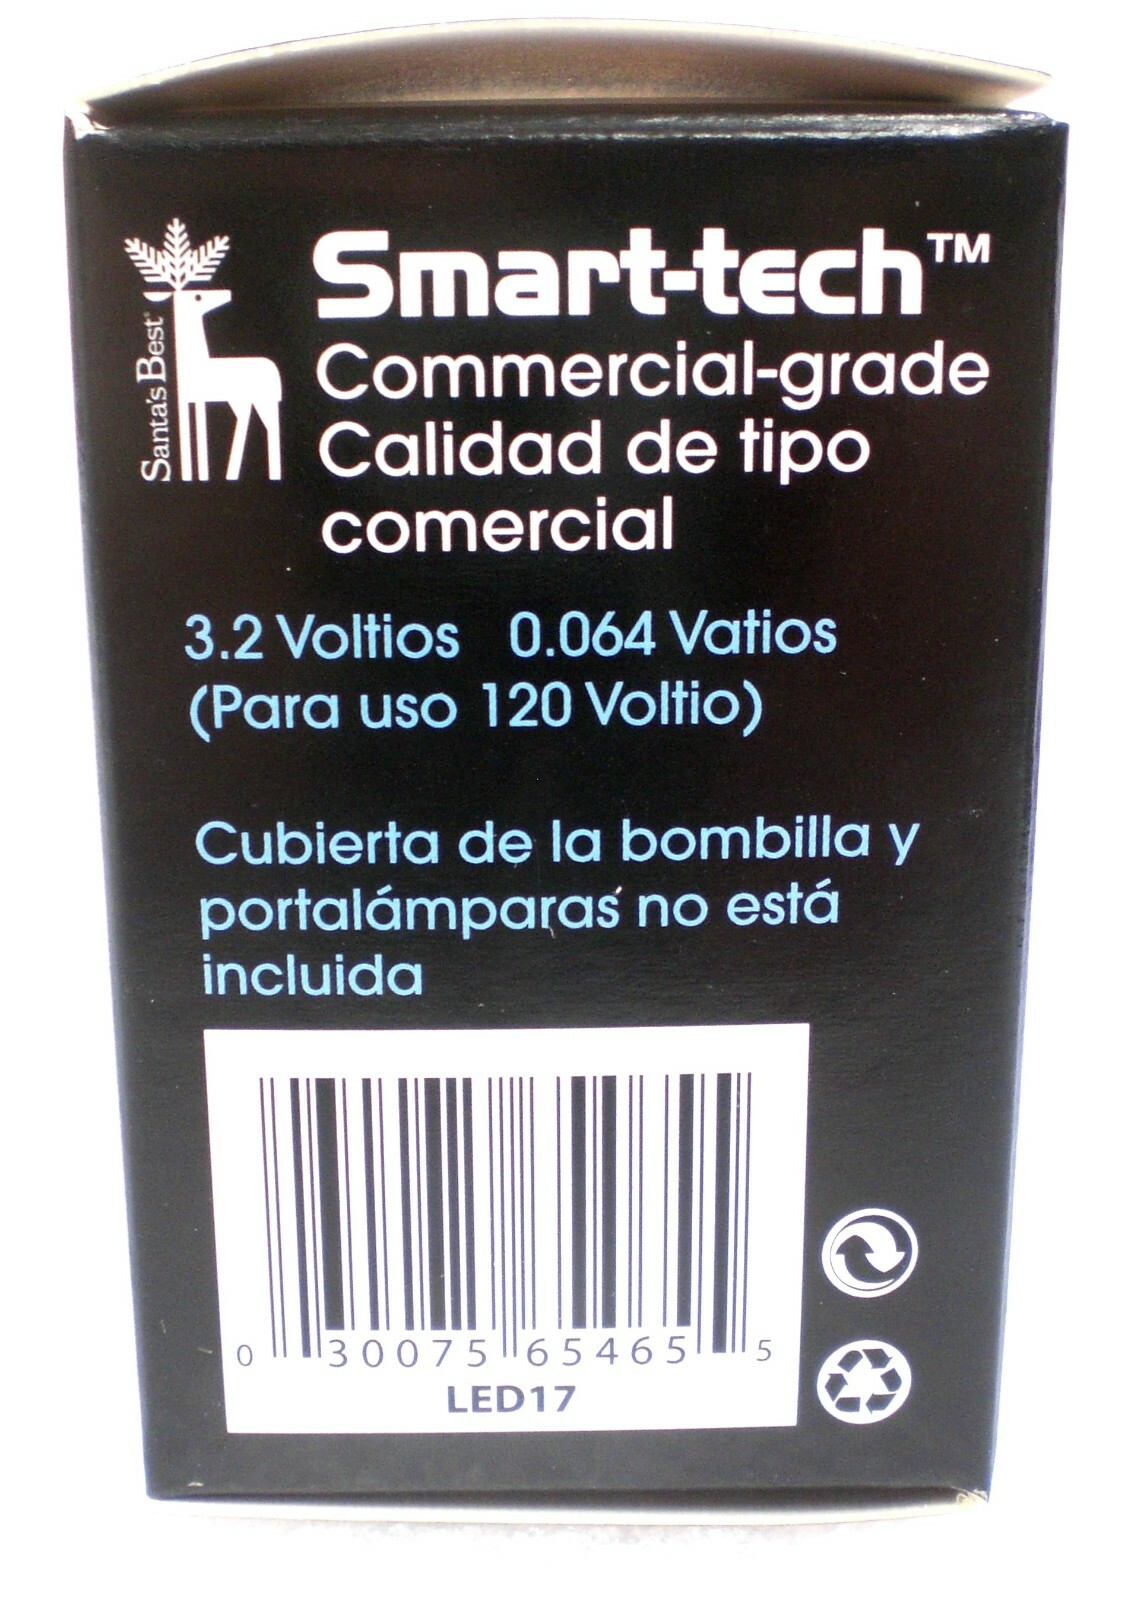 Santa's Best®
Smart-tech™
Commercial-grade
Calidad de tipo
comercial
3.2 Voltios 0.064 Vatios
(Para uso 120 Voltio)
Cubierta de la bombilla y
portalámparas no está
incluida
0 30075 65465 5
LED17